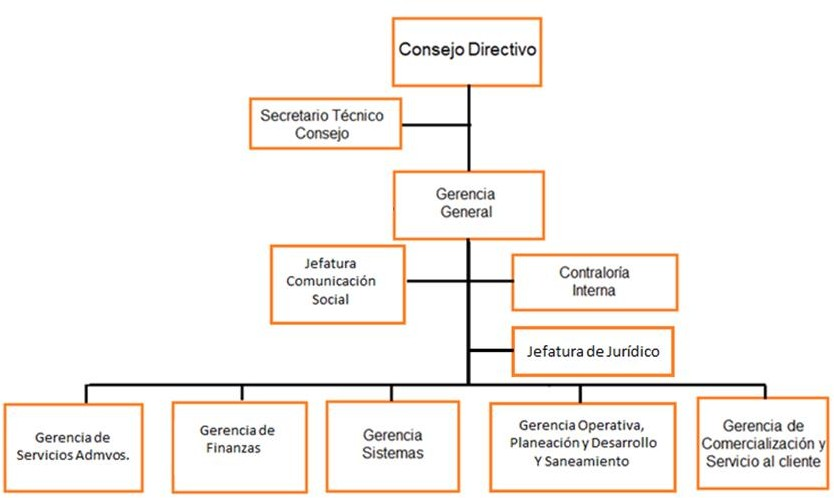 Consejo Directivo
Secretario Técnico
Consejo
Gerencia
General
Jefatura
Comunicación
Social
Contraloría
Interna
Jefatura de Jurídico
Gerencia de
Servicios Admvos.
Gerencia de
Finanzas
Gerencia
Sistemas
Gerencia Operativa,
Planeación y Desarrollo
Y Saneamiento
Gerencia de
Comercialización y
Servicio al cliente